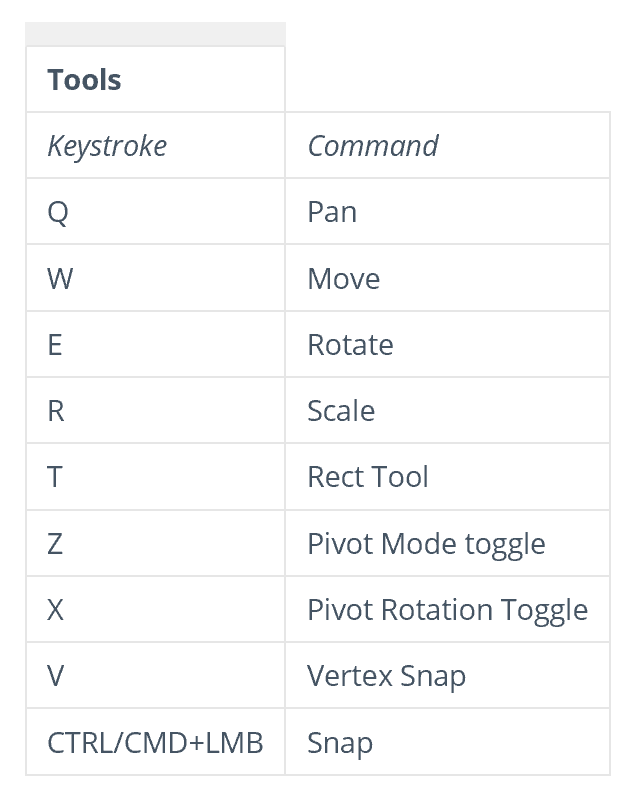 Tools
Keystroke Command
Q Pan
W Move
E Rotate
R Scale
T Rect Tool
Z Pivot Mode toggle
X Pivot Rotation Toggle
V Vertex Snap
CTRL/CMD+LMB Snap